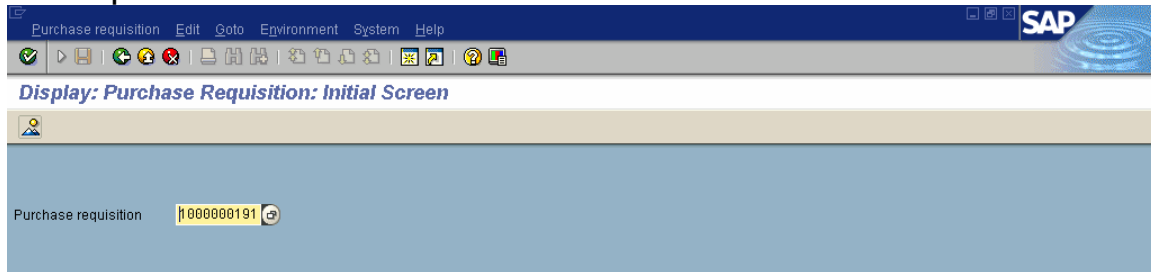 Purchase requisition Edit Goto Environment System Help
SAP
Display: Purchase Requisition: Initial Screen
Purchase requisition 1000000191